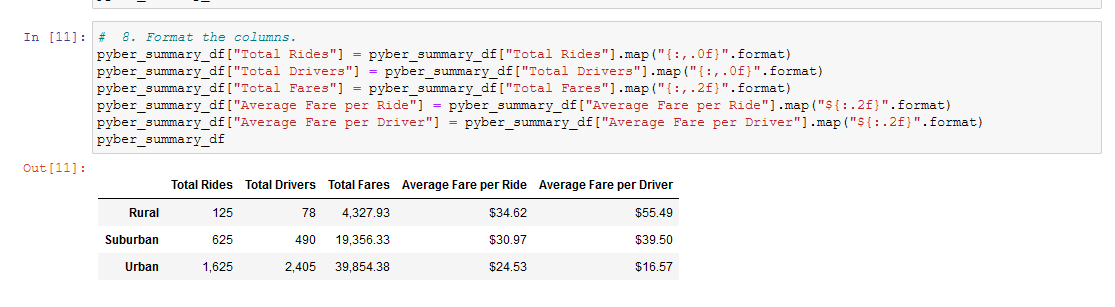 In [11]: # 8. Format the columns.
pyber_summary_df["Total Rides"] = pyber_summary_df["Total Rides"].map("{:,.0f}".format)
pyber_summary_df["Total Drivers"] = pyber_summary_df["Total Drivers"].map("{:,.0f}".format)
pyber_summary_df["Total Fares"] = pyber_summary_df["Total Fares"].map("{:,.2f}".format)
pyber_summary_df["Average Fare per Ride"] = pyber_summary_df["Average Fare per Ride"].map("${:.2f}".format)
pyber_summary_df["Average Fare per Driver"] = pyber_summary_df["Average Fare per Driver"].map("${:.2f}".format)
pyber_summary_df
Out[11]:
Total Rides Total Drivers Total Fares Average Fare per Ride Average Fare per Driver
Rural 125 78 4,327.93 $34.62 $55.49
Suburban 625 490 19,356.33 $30.97 $39.50
Urban 1,625 2,405 39,854.38 $24.53 $16.57